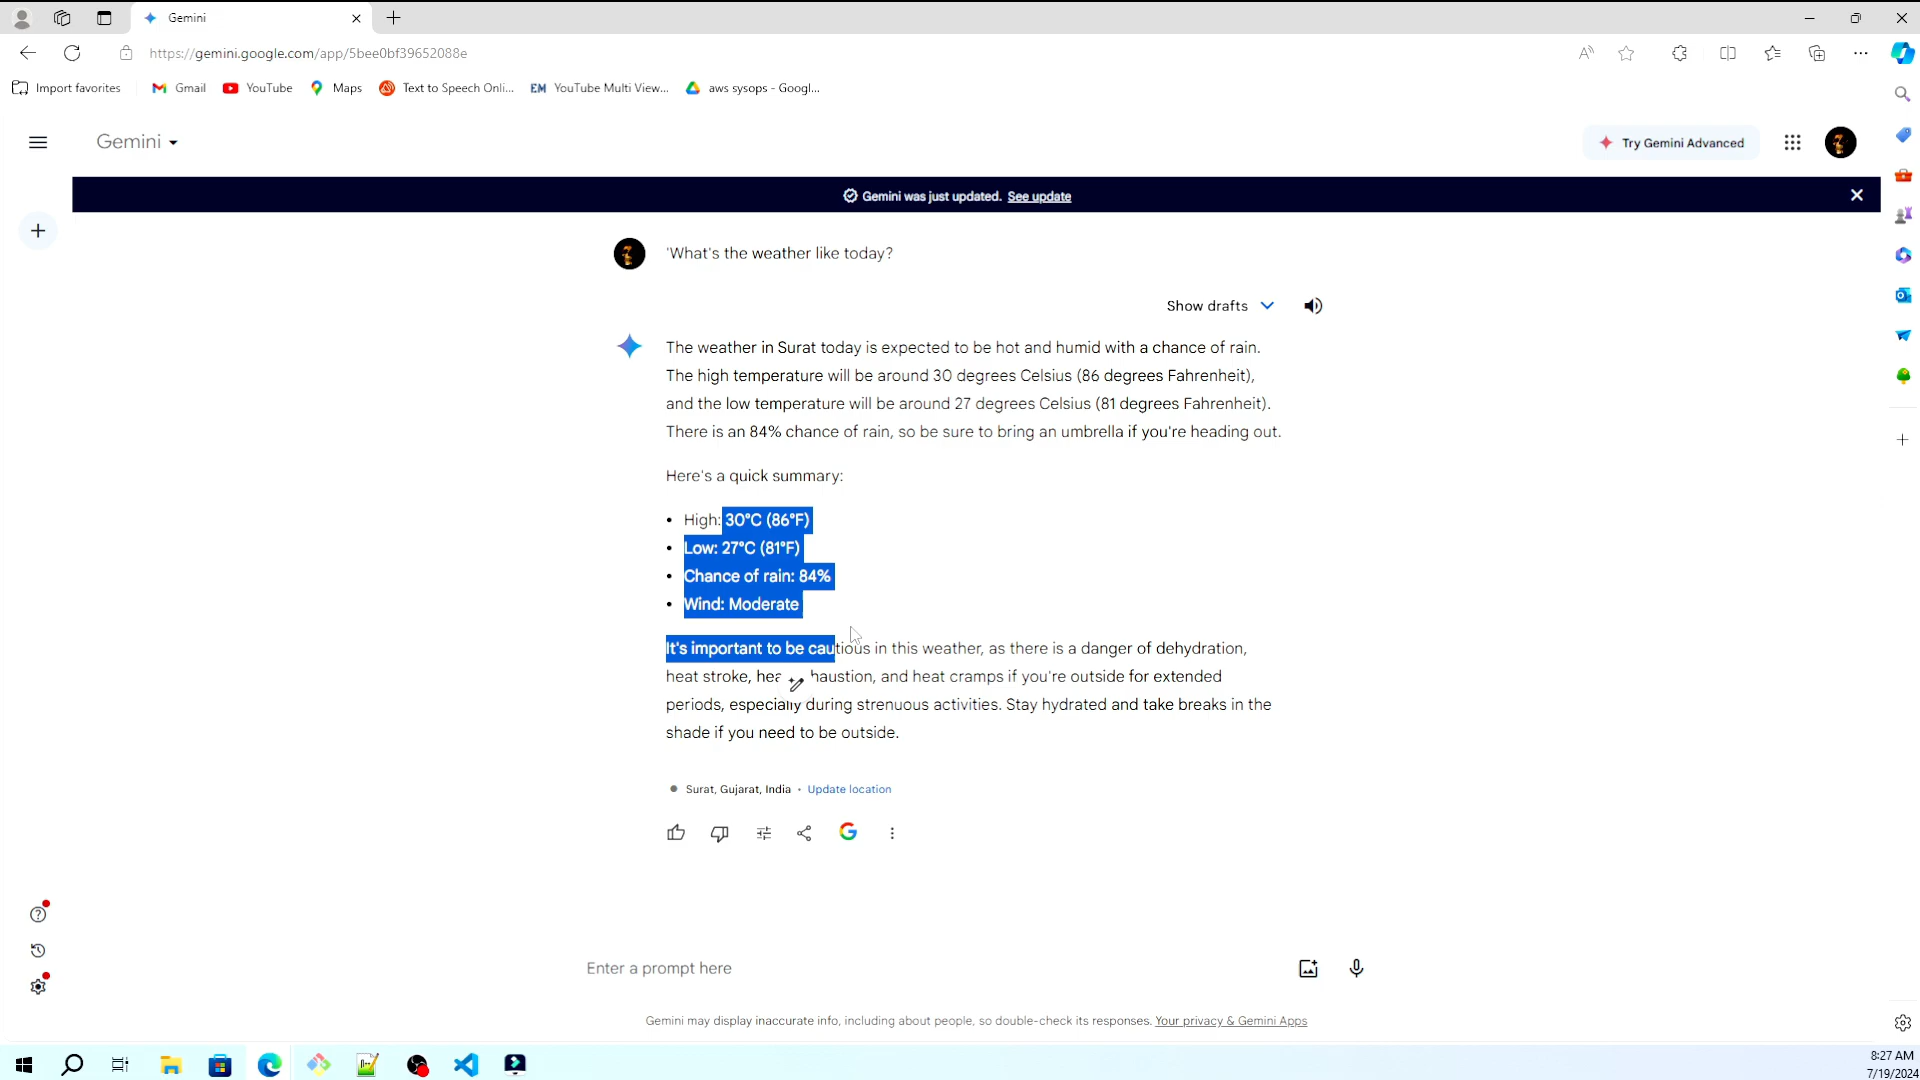 Gemini
https://gemini.google.com/app/5bee0bf39652088e
Import favorites
Gmail
YouTube
Maps
Text to Speech Onli...
EM YouTube Multi View...
aws sysops - Googl...
Gemini
Try Gemini Advanced
Gemini was just updated. See update
'What's the weather like today?
Show drafts
The weather in Surat today is expected to be hot and humid with a chance of rain.
The high temperature will be around 30 degrees Celsius (86 degrees Fahrenheit),
and the low temperature will be around 27 degrees Celsius (81 degrees Fahrenheit).
There is an 84% chance of rain, so be sure to bring an umbrella if you're heading out.
Here's a quick summary:
• High: 30°C (86°F)
• Low: 27°C (81°F)
• Chance of rain: 84%
• Wind: Moderate
It's important to be cautious in this weather, as there is a danger of dehydration,
heat stroke, hea haustion, and heat cramps if you're outside for extended
periods, especially during strenuous activities. Stay hydrated and take breaks in the
shade if you need to be outside.
Surat, Gujarat, India • Update location
Enter a prompt here
Gemini may display inaccurate info, including about people, so double-check its responses. Your privacy & Gemini Apps
8:27 AM
7/19/2024